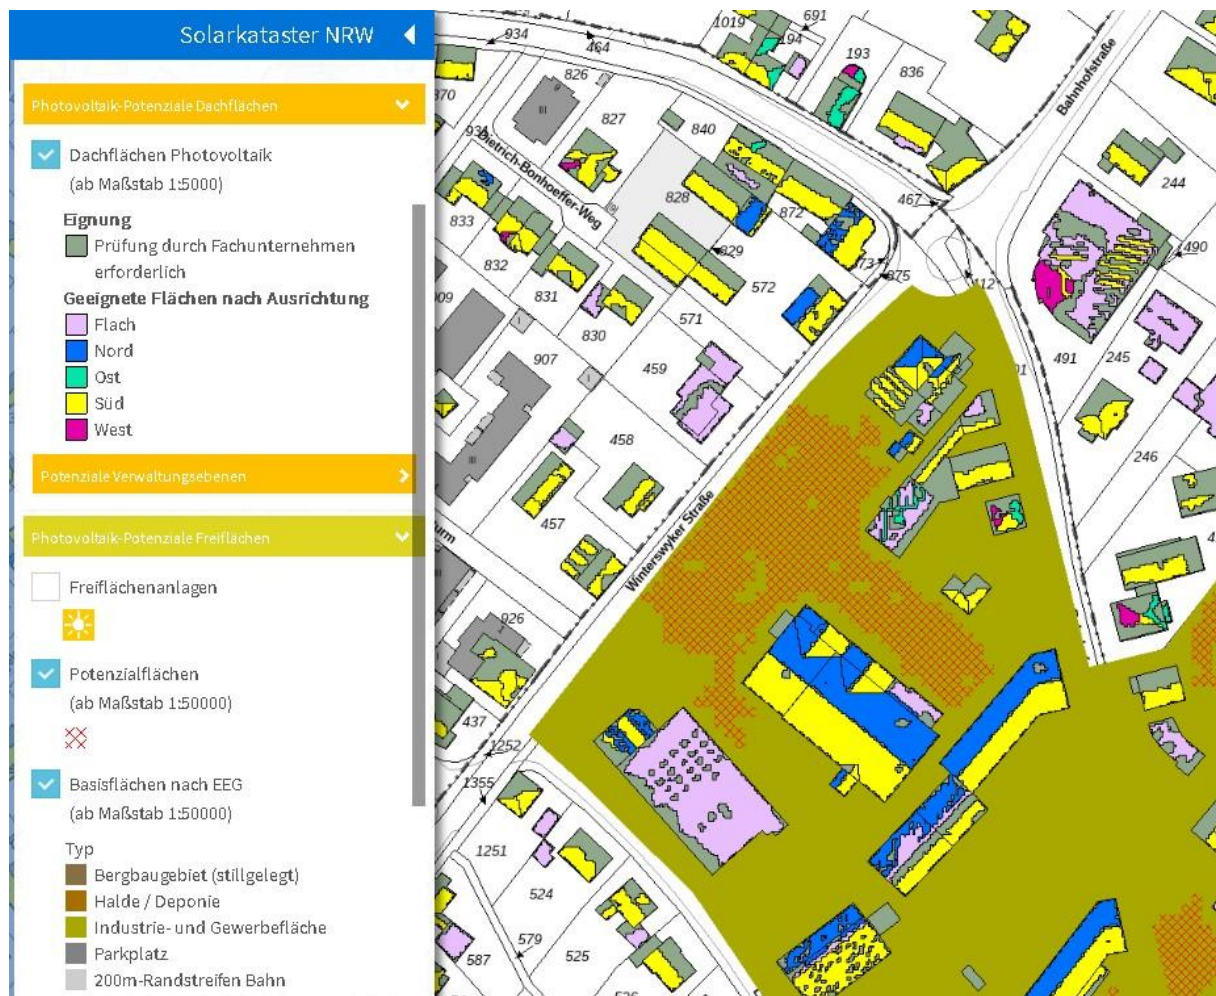 Solarkataster NRW
Photovoltaik-Potenziale Dachflächen
Dachflächen Photovoltaik
(ab Maßstab 1:5000)
Eignung
Prüfung durch Fachunternehmen
erforderlich
Geeignete Flächen nach Ausrichtung
Flach
Nord
Ost
Süd
West
Potenziale Verwaltungsebenen
Photovoltaik-Potenziale Freiflächen
Freiflächenanlagen
Potenzialflächen
(ab Maßstab 1:50000)
Basisflächen nach EEG
(ab Maßstab 1:50000)
Typ
Bergbaugebiet (stillgelegt)
Halde / Deponie
Industrie- und Gewerbefläche
Parkplatz
200m-Randstreifen Bahn
1019
691
194
934
464
193
836
826
827
840
Bahnhofstraße
Dietrich-Bonhoeffer-Weg
244
828
467
833
872
829
490
832
572
875
831
571
830
907
459
491
245
458
246
457
Winterswyker Straße
926
437
1252
1355
1251
524
579
525
587